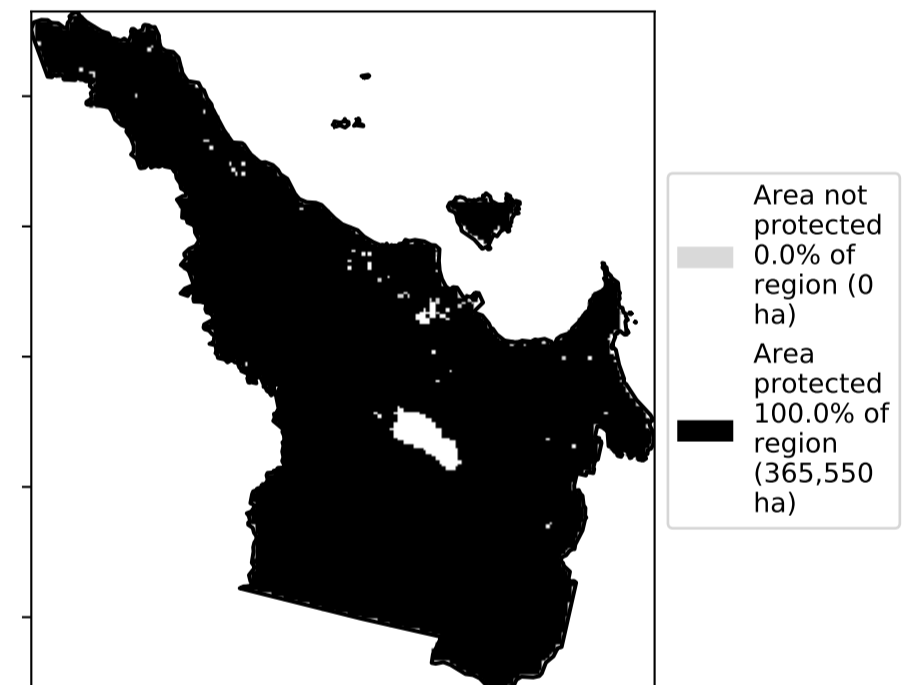 Area not
protected
0.0% of
region (0
ha)
Area
protected
100.0% of
region
(365,550
ha)